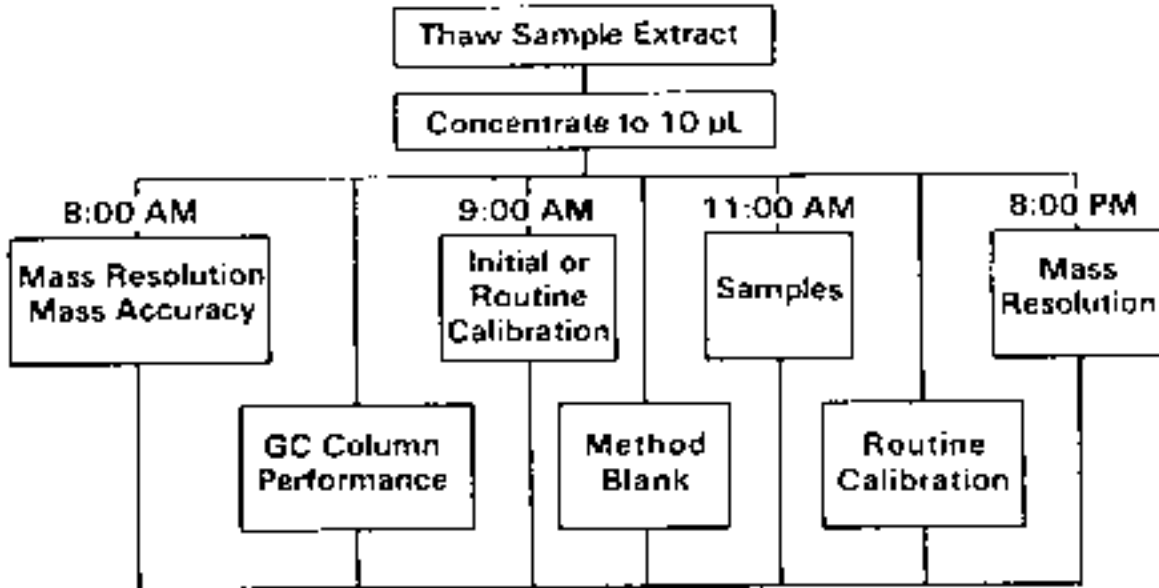 Thaw Sample Extract
Concentrate to 10 µL
8:00 AM
9:00 AM
11:00 AM
8:00 PM
Mass Resolution
Mass Accuracy
Initial or
Routine
Calibration
Samples
Mass
Resolution
GC Column
Performance
Method
Blank
Routine
Calibration